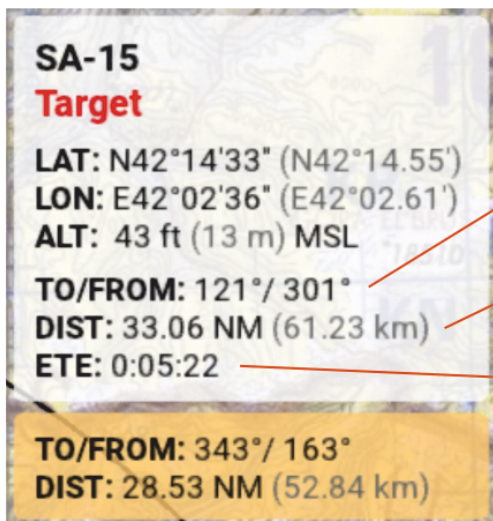 SA-15
Target
LAT: N42°14'33" (N42°14.55')
LON: E42°02'36" (E42°02.61')
ALT: 43 ft (13 m) MSL
TO/FROM: 121°/ 301°
DIST: 33.06 NM (61.23 km)
ETE: 0:05:22
TO/FROM: 343°/ 163°
DIST: 28.53 NM (52.84 km)